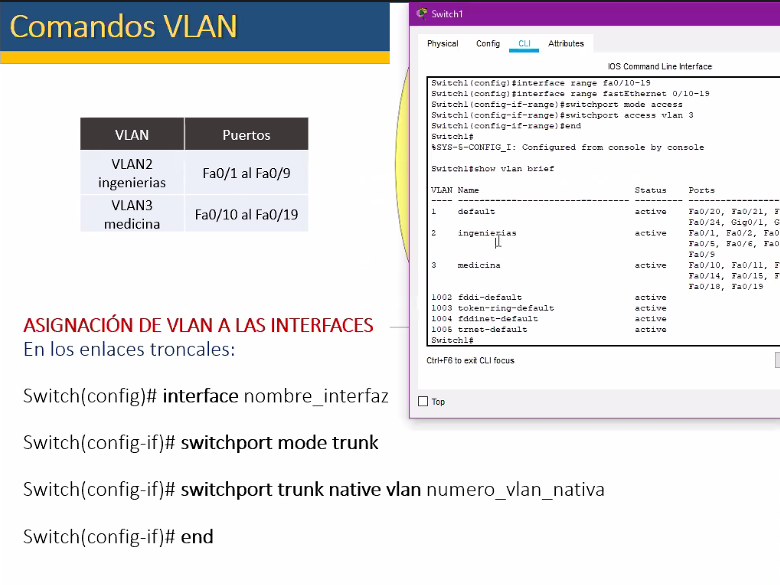 Comandos VLAN
VLAN Puertos
VLAN2
ingenierias
Fa0/1 al Fa0/9
VLAN3
medicina
Fa0/10 al Fa0/19
ASIGNACIÓN DE VLAN A LAS INTERFACES
En los enlaces troncales:
Switch(config)# interface nombre_interfaz
Switch(config-if)# switchport mode trunk
Switch(config-if)# switchport trunk native vlan numero_vlan_nativa
Switch(config-if)# end
Switch1
Physical Config CLI Attributes
IOS Command Line Interface
Switch1(config)#interface range fa0/10-19
Switch1(config)#interface range fastEthernet 0/10-19
Switch1(config-if-range)#switchport mode access
Switch1(config-if-range)#switchport access vlan 3
Switch1(config-if-range)#end
Switch1#
%SYS-5-CONFIG_I: Configured from console by console
Switch1#show vlan brief
VLAN Name Status Ports
---- -------------------------------- --------- -------------
1 default active Fa0/20, Fa0/21, F
Fa0/24, Gig0/1, G
2 ingenierias active Fa0/1, Fa0/2, Fa0
Fa0/5, Fa0/6, Fa0
Fa0/9
3 medicina active Fa0/10, Fa0/11, F
Fa0/14, Fa0/15, F
Fa0/18, Fa0/19
1002 fddi-default active
1003 token-ring-default active
1004 fddinet-default active
1005 trnet-default active
Switch1#
Ctrl+F6 to exit CLI focus
Top